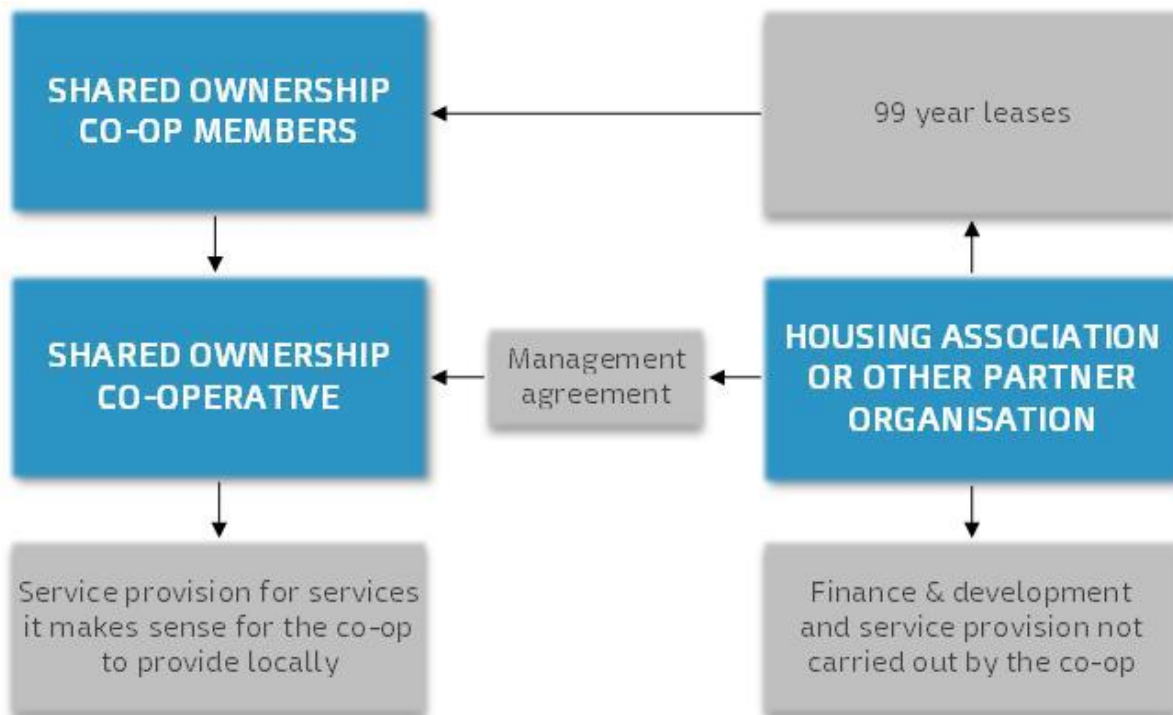 SHARED OWNERSHIP
CO-OP MEMBERS
99 year leases
SHARED OWNERSHIP
CO-OPERATIVE
Management
agreement
HOUSING ASSOCIATION
OR OTHER PARTNER
ORGANISATION
Service provision for services
it makes sense for the co-op
to provide locally
Finance & development
and service provision not
carried out by the co-op